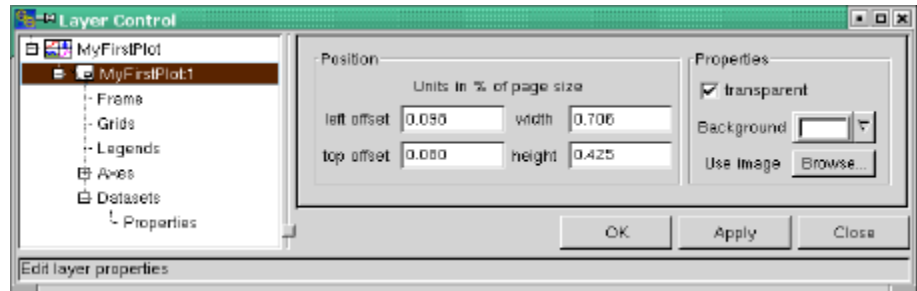 Layer Control
MyFirstPlot
MyFirstPlot:1
Frame
Grids
Legends
Axes
Datasets
Properties
Position
Units in % of page size
left offset 0.098 width 0.706
top offset 0.060 height 0.425
Properties
transparent
Background
Use image Browse...
OK Apply Close
Edit layer properties